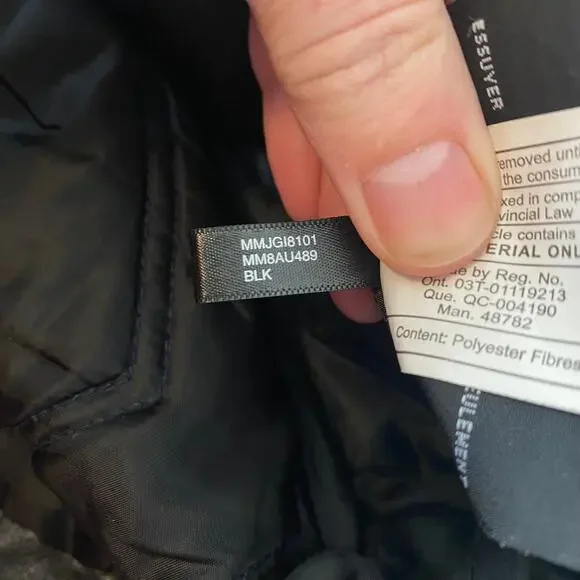 ESSUYER
MMJGI8101
MM8AU489
BLK
removed unti
the consum
xed in comp
vincial Law
cle contains
ERIAL ONL
by Reg. No.
Ont. 03T-01119213
Que. QC-004190
Man. 48782
Content: Polyester Fibres
EULEMENT